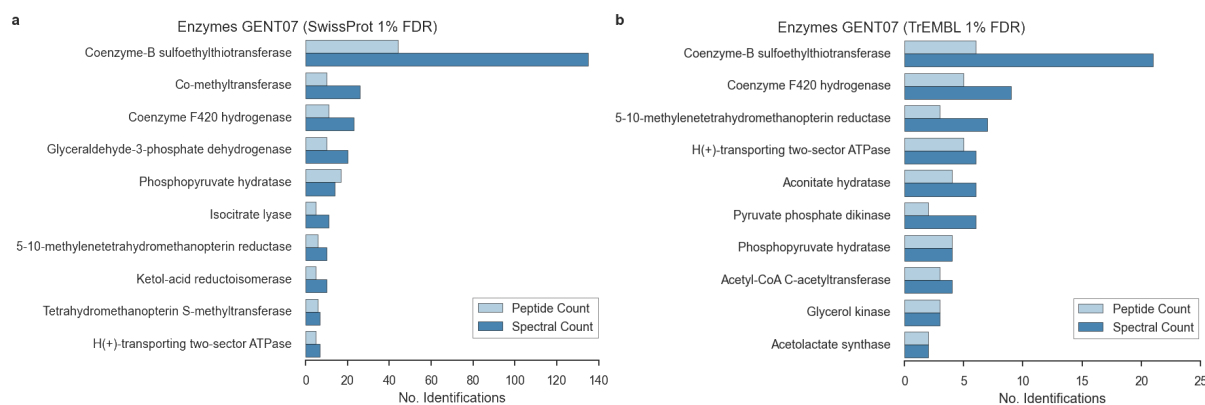 a
Enzymes GENT07 (SwissProt 1% FDR)
Coenzyme-B sulfoethylthiotransferase
Co-methyltransferase
Coenzyme F420 hydrogenase
Glyceraldehyde-3-phosphate dehydrogenase
Phosphopyruvate hydratase
Isocitrate lyase
5-10-methylenetetrahydromethanopterin reductase
Ketol-acid reductoisomerase
Tetrahydromethanopterin S-methyltransferase
H(+)-transporting two-sector ATPase
Peptide Count
Spectral Count
0 20 40 60 80 100 120 140
No. Identifications
b
Enzymes GENT07 (TrEMBL 1% FDR)
Coenzyme-B sulfoethylthiotransferase
Coenzyme F420 hydrogenase
5-10-methylenetetrahydromethanopterin reductase
H(+)-transporting two-sector ATPase
Aconitate hydratase
Pyruvate phosphate dikinase
Phosphopyruvate hydratase
Acetyl-CoA C-acetyltransferase
Glycerol kinase
Acetolactate synthase
Peptide Count
Spectral Count
0 5 10 15 20 25
No. Identifications